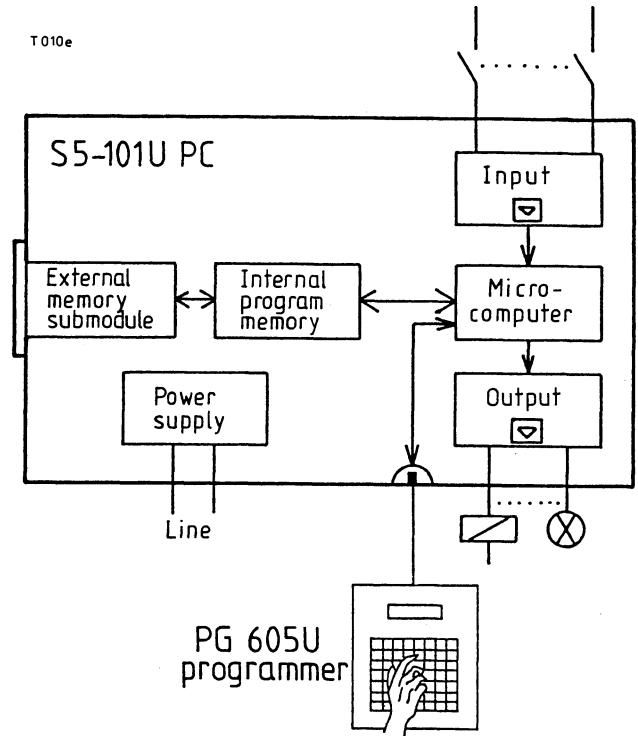 T010e
S5-101U PC
Input
External
memory
submodule
Internal
program
memory
Micro-
computer
Power
supply
Output
Line
PG 605U
programmer